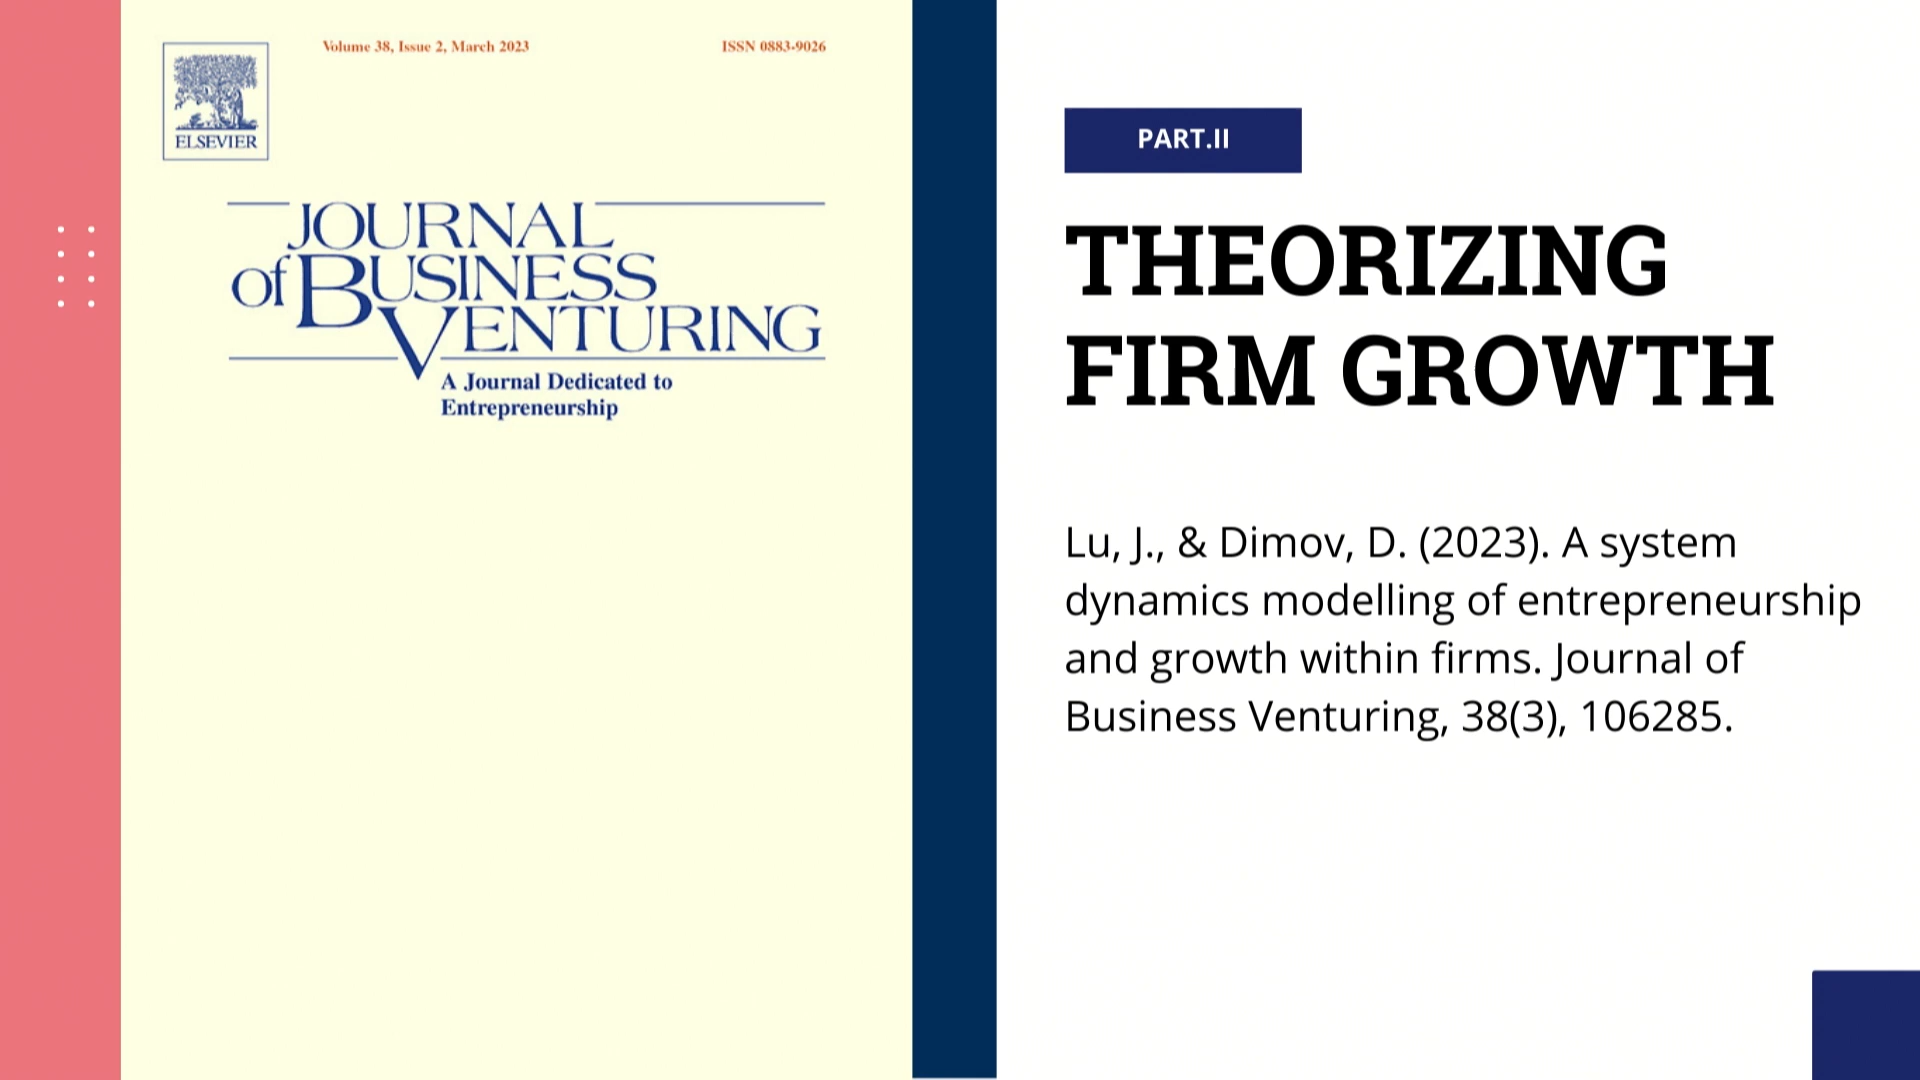 Volume 38, Issue 2, March 2023
ISSN 0883-9026
ELSEVIER
JOURNAL
of BUSINESS
VENTURING
A Journal Dedicated to
Entrepreneurship
PART.II
THEORIZING
FIRM GROWTH
Lu, J., & Dimov, D. (2023). A system
dynamics modelling of entrepreneurship
and growth within firms. Journal of
Business Venturing, 38(3), 106285.